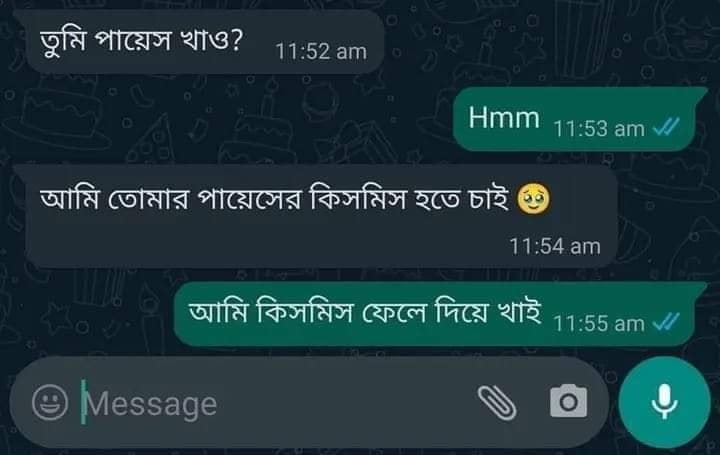 তুমি পায়েস খাও?
11:52 am
Hmm
11:53 am
আমি তোমার পায়েসের কিসমিস হতে চাই 🥹
11:54 am
আমি কিসমিস ফেলে দিয়ে খাই
11:55 am
Message